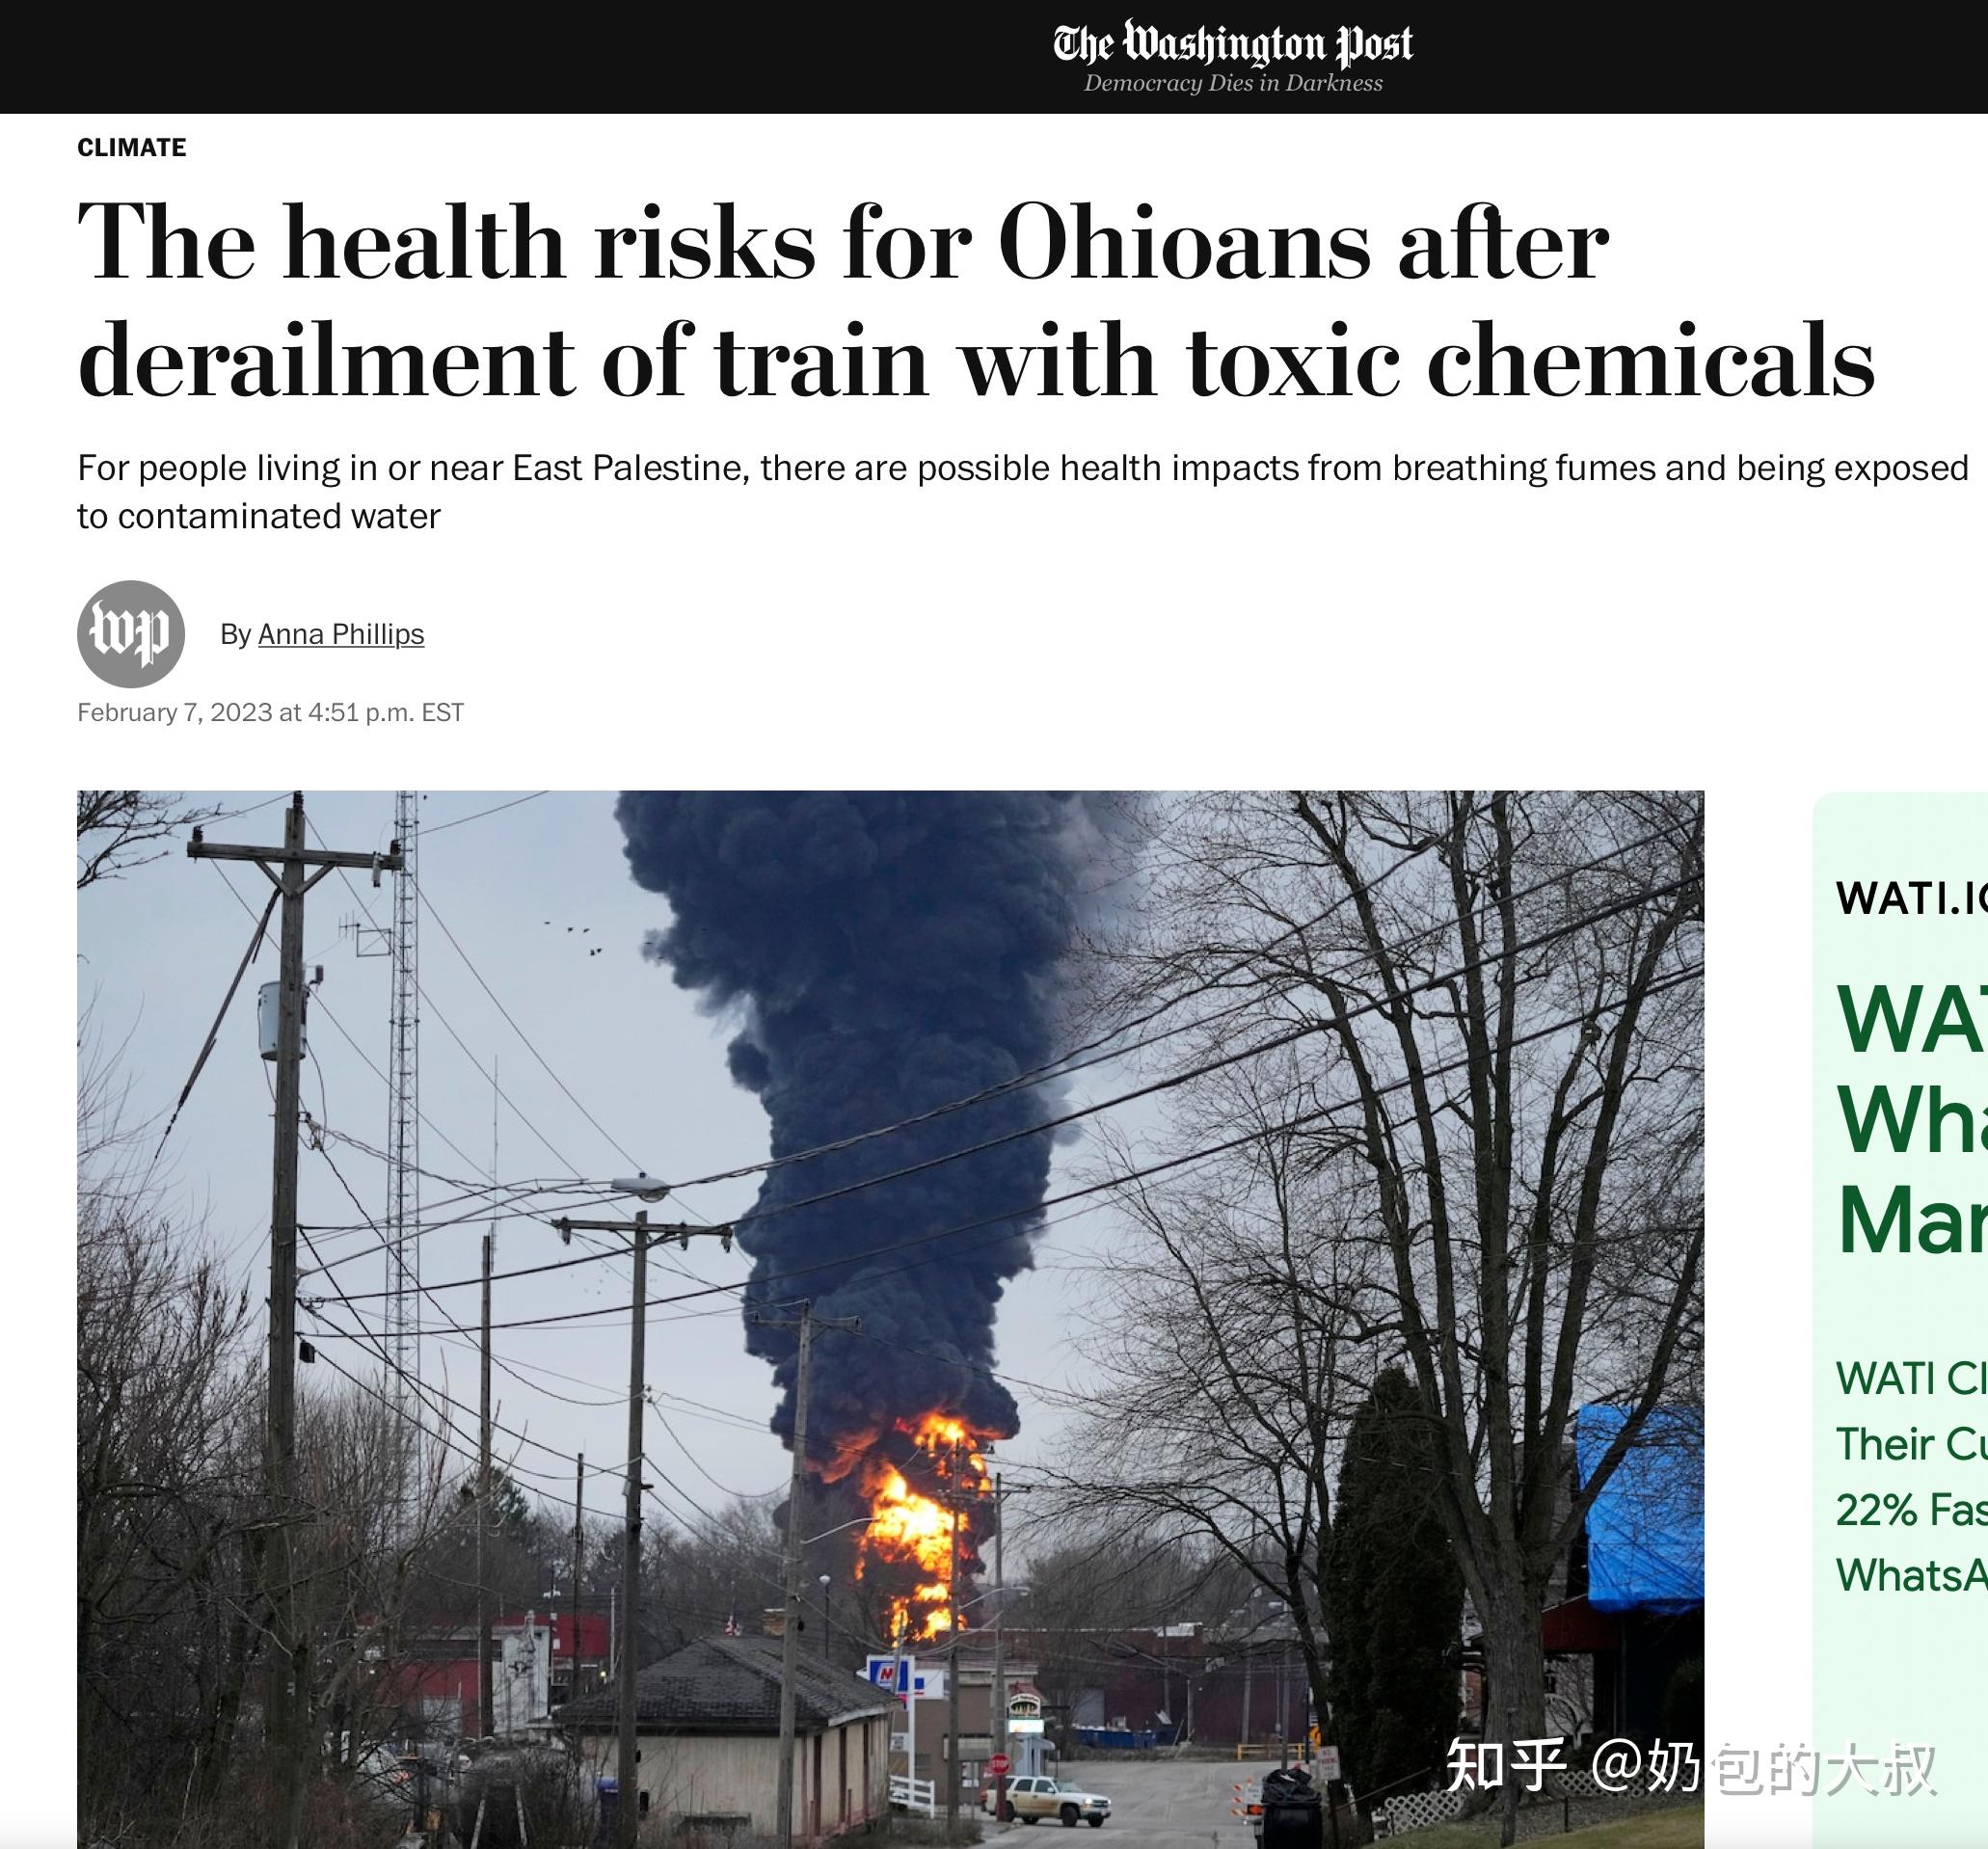 The Washington Post
Democracy Dies in Darkness
CLIMATE
The health risks for Ohioans after
derailment of train with toxic chemicals
For people living in or near East Palestine, there are possible health impacts from breathing fumes and being exposed
to contaminated water
wp
By Anna Phillips
February 7, 2023 at 4:51 p.m. EST
WATI.IO
WAT
Wha
Mar
WATI Cl
Their Cu
22% Fas
WhatsA
STOP
知乎 @奶包的大叔